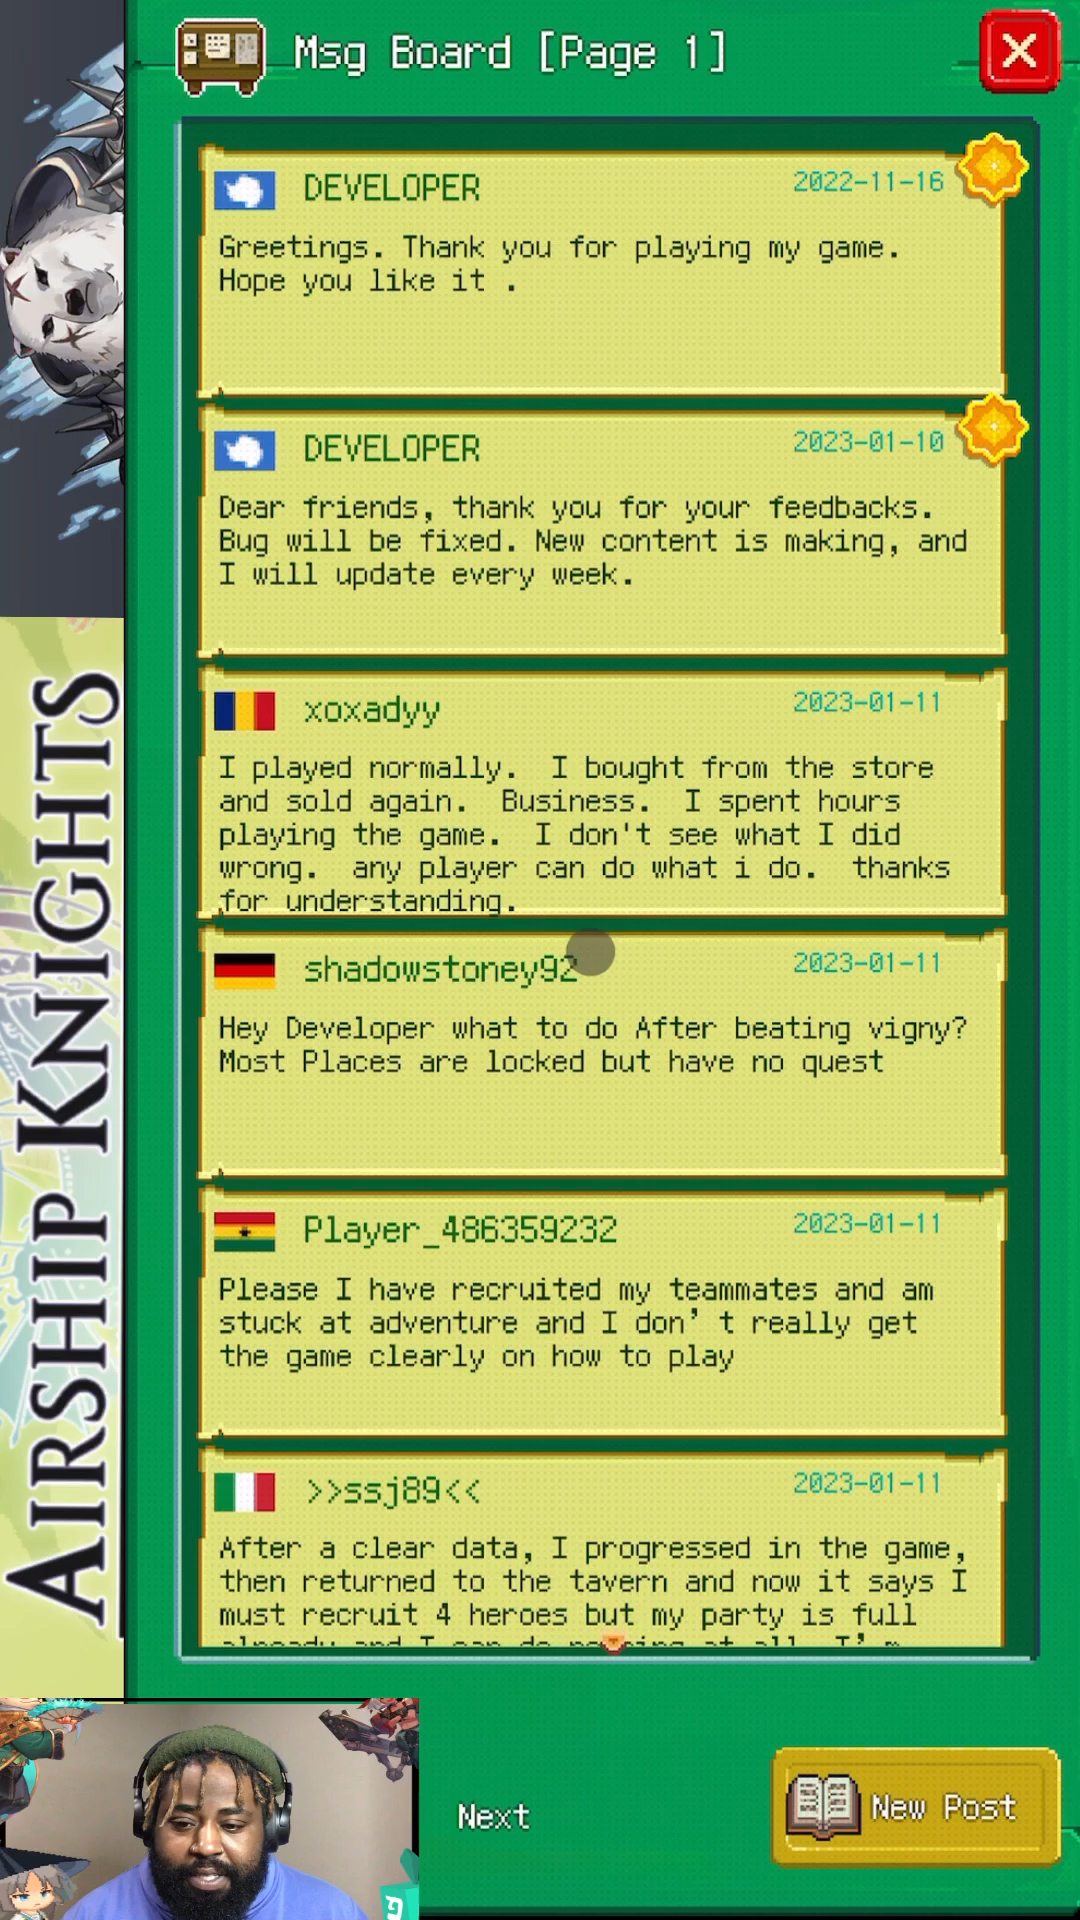 Msg Board [Page 1]
DEVELOPER
2022-11-16
Greetings. Thank you for playing my game.
Hope you like it .
DEVELOPER
2023-01-10
Dear friends, thank you for your feedbacks.
Bug will be fixed. New content is making, and
I will update every week.
xoxadyy
2023-01-11
I played normally.  I bought from the store
and sold again.  Business.  I spent hours
playing the game.  I don't see what I did
wrong.  any player can do what i do.  thanks
for understanding.
shadowstoney92
2023-01-11
Hey Developer what to do After beating vigny?
Most Places are locked but have no quest
Player_486359232
2023-01-11
Please I have recruited my teammates and am
stuck at adventure and I don’ t really get
the game clearly on how to play
>>ssj89<<
2023-01-11
After a clear data, I progressed in the game,
then returned to the tavern and now it says I
must recruit 4 heroes but my party is full
already and I can do at all. I’ m
Next
New Post
AIRSHIP KNIGHTS